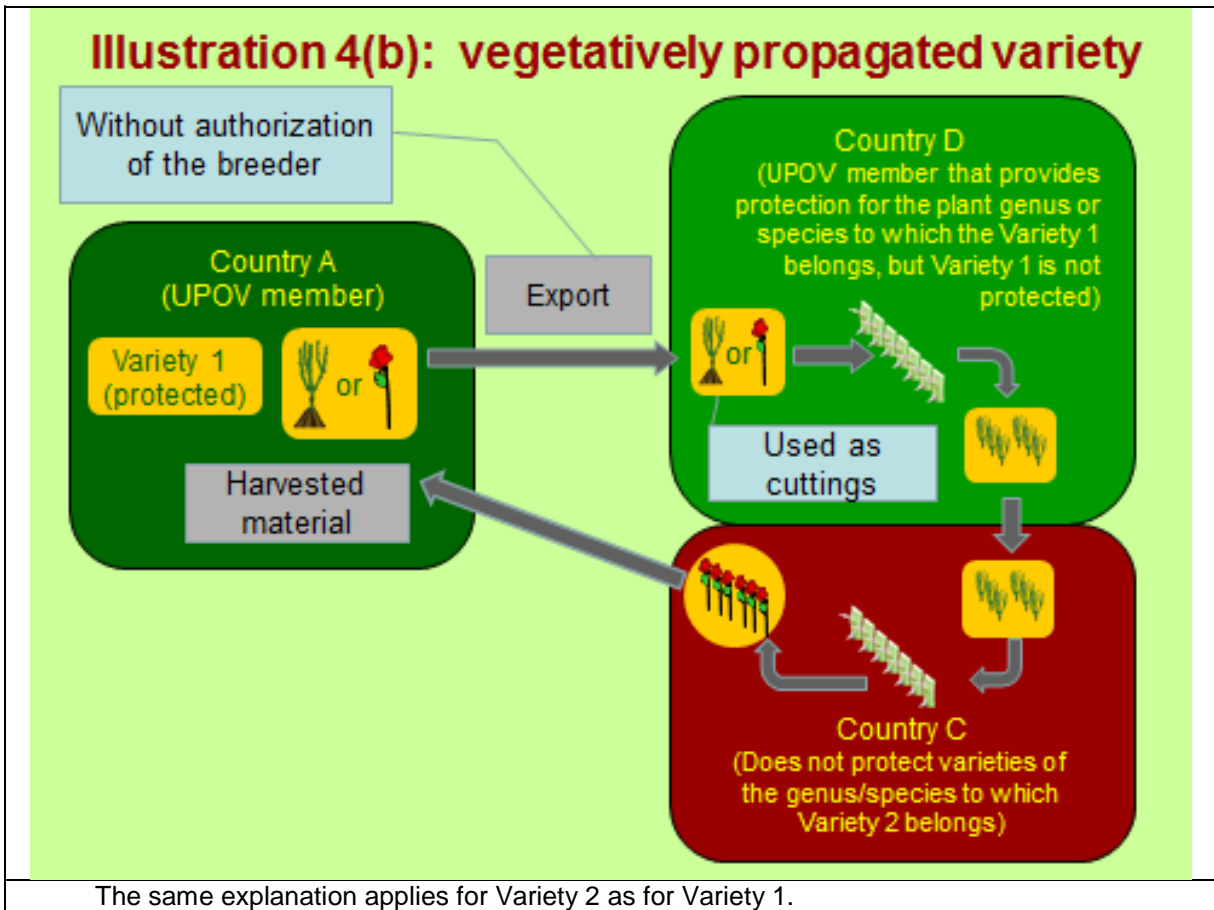 Illustration 4(b): vegetatively propagated variety
Without authorization
of the breeder
Country A
(UPOV member)
Variety 1
(protected)
or
Harvested
material
Export
Country D
(UPOV member that provides
protection for the plant genus or
species to which the Variety 1
belongs, but Variety 1 is not
protected)
or
Used as
cuttings
Country C
(Does not protect varieties of
the genus/species to which
Variety 2 belongs)
The same explanation applies for Variety 2 as for Variety 1.